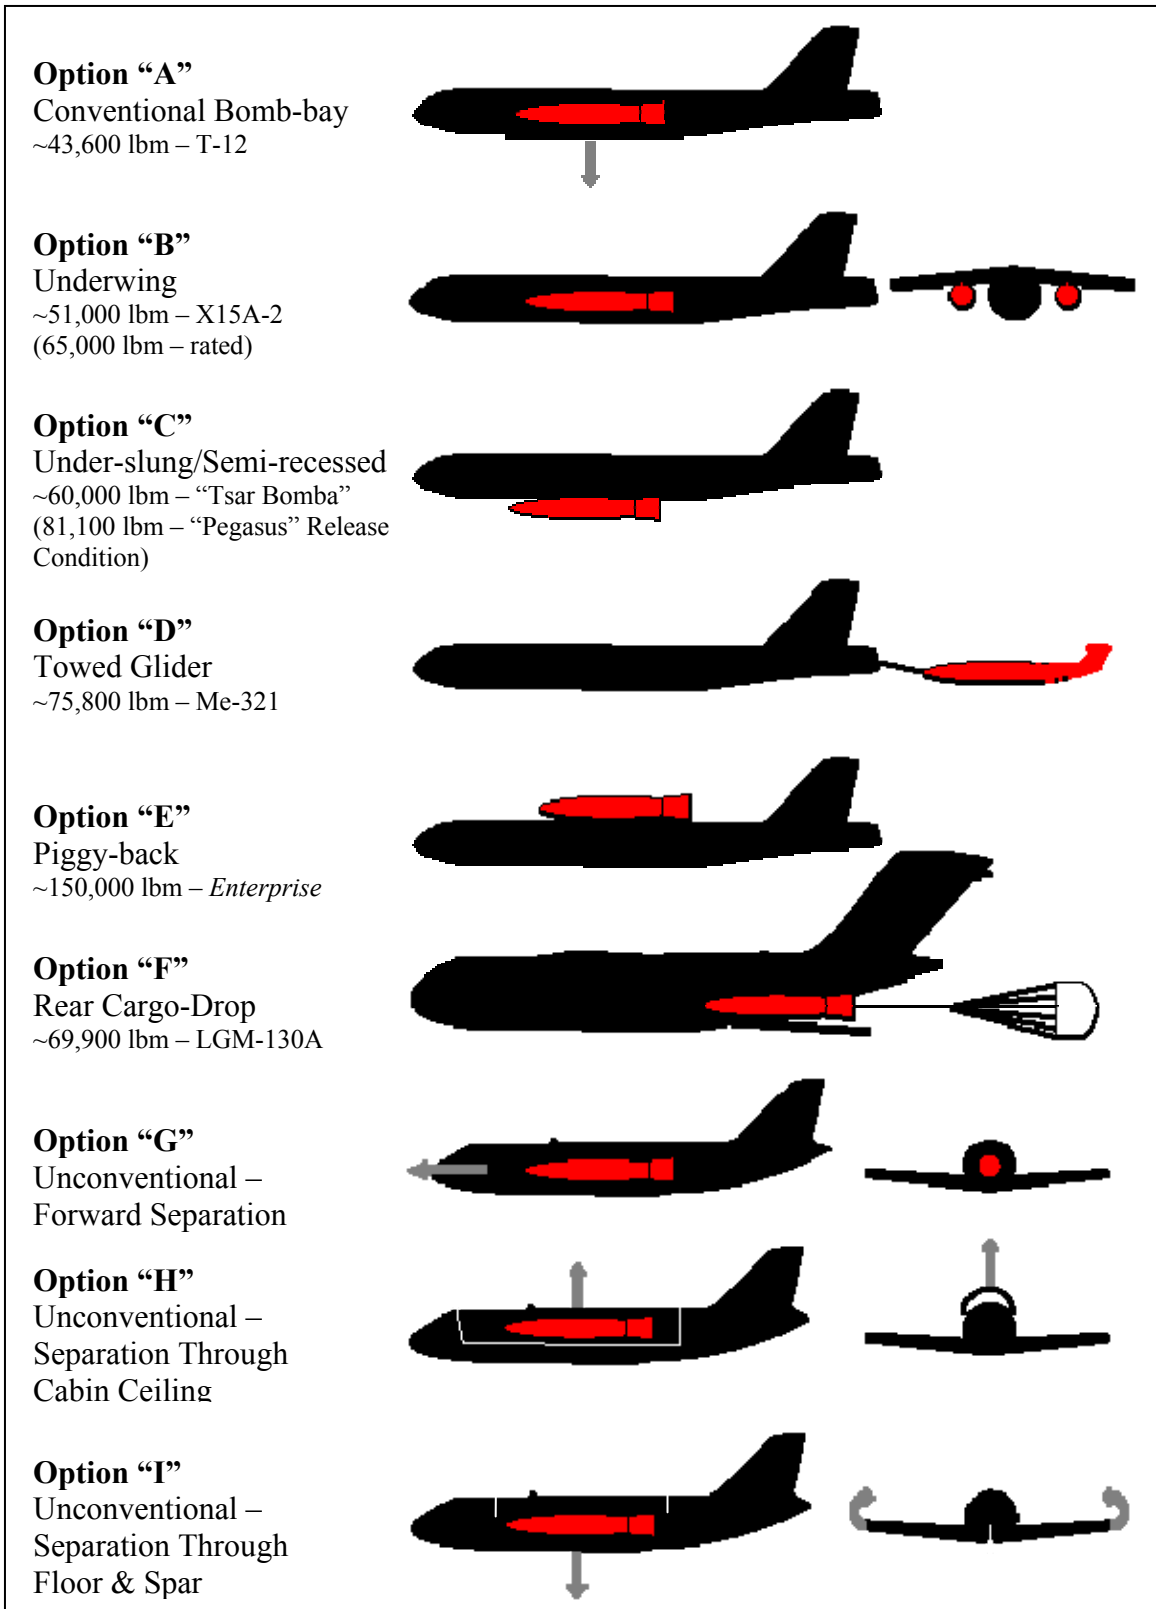 Option “A”
Conventional Bomb-bay
~43,600 lbm – T-12
Option “B”
Underwing
~51,000 lbm – X15A-2
(65,000 lbm – rated)
Option “C”
Under-slung/Semi-recessed
~60,000 lbm – “Tsar Bomba”
(81,100 lbm – “Pegasus” Release
Condition)
Option “D”
Towed Glider
~75,800 lbm – Me-321
Option “E”
Piggy-back
~150,000 lbm – Enterprise
Option “F”
Rear Cargo-Drop
~69,900 lbm – LGM-130A
Option “G”
Unconventional –
Forward Separation
Option “H”
Unconventional –
Separation Through
Cabin Ceiling
Option “I”
Unconventional –
Separation Through
Floor & Spar